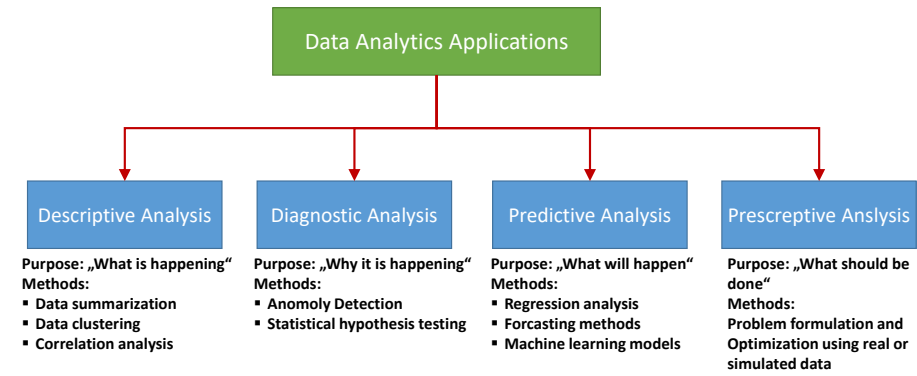 Data Analytics Applications
Descriptive Analysis
Purpose: „What is happening“
Methods:
▪ Data summarization
▪ Data clustering
▪ Correlation analysis
Diagnostic Analysis
Purpose: „Why it is happening“
Methods:
▪ Anomoly Detection
▪ Statistical hypothesis testing
Predictive Analysis
Purpose: „What will happen“
Methods:
▪ Regression analysis
▪ Forcasting methods
▪ Machine learning models
Prescreptive Anslysis
Purpose: „What should be
done“
Methods:
Problem formulation and
Optimization using real or
simulated data